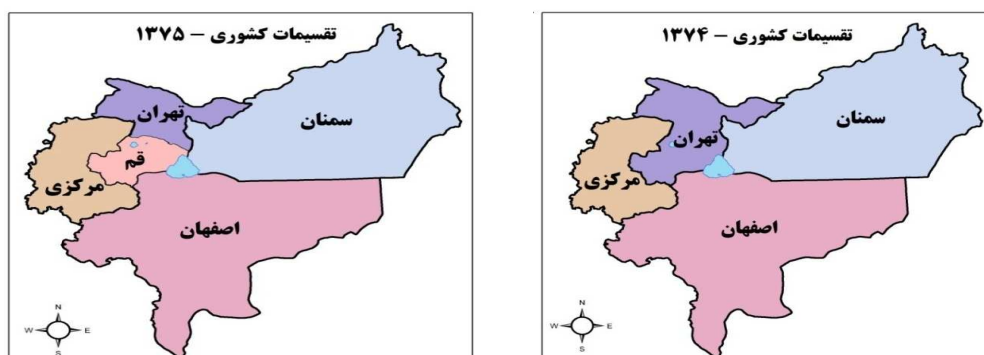 تقسیمات کشوری – ۱۳۷۴
سمنان
تهران
مرکزی
اصفهان
N
W E
S
تقسیمات کشوری – ۱۳۷۵
تهران
سمنان
قم
مرکزی
اصفهان
N
W E
S